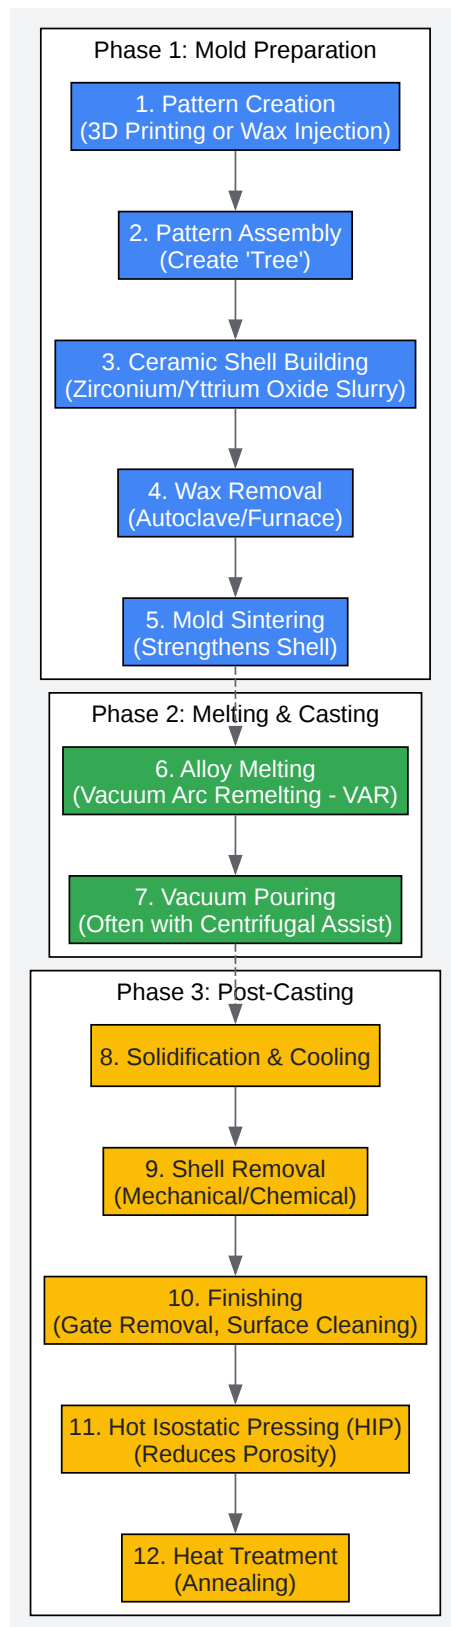 Phase 1: Mold Preparation
1. Pattern Creation
(3D Printing or Wax Injection)
2. Pattern Assembly
(Create 'Tree')
3. Ceramic Shell Building
(Zirconium/Yttrium Oxide Slurry)
4. Wax Removal
(Autoclave/Furnace)
5. Mold Sintering
(Strengthens Shell)
Phase 2: Melting & Casting
6. Alloy Melting
(Vacuum Arc Remelting - VAR)
7. Vacuum Pouring
(Often with Centrifugal Assist)
Phase 3: Post-Casting
8. Solidification & Cooling
9. Shell Removal
(Mechanical/Chemical)
10. Finishing
(Gate Removal, Surface Cleaning)
11. Hot Isostatic Pressing (HIP)
(Reduces Porosity)
12. Heat Treatment
(Annealing)